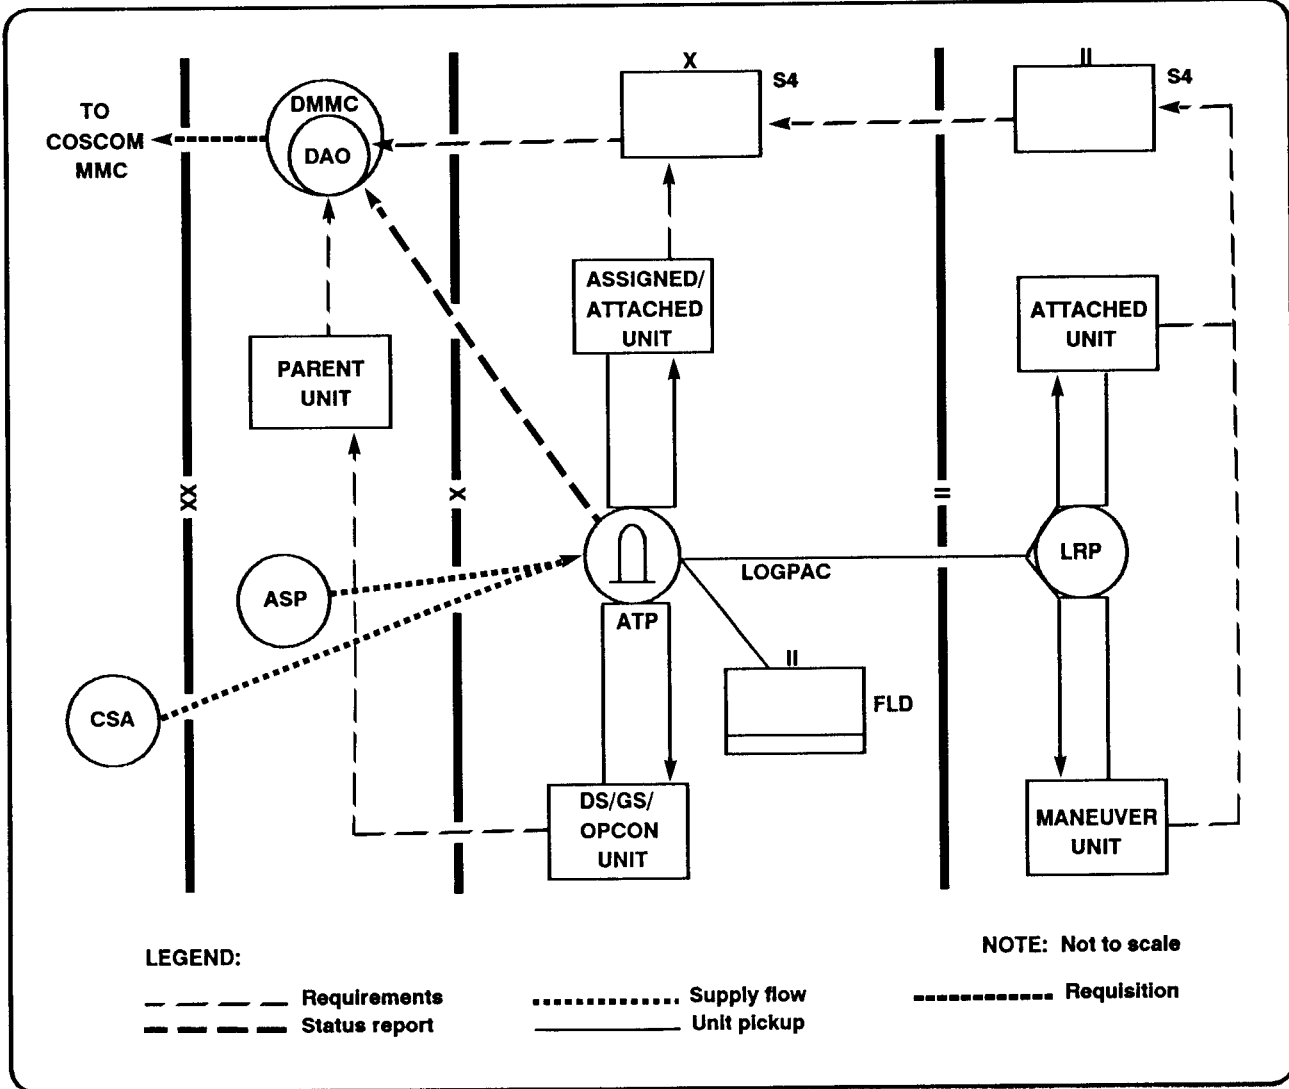 X
S4
II
S4
TO
COSCOM
MMC
DMMC
DAO
ASSIGNED/
ATTACHED
UNIT
ATTACHED
UNIT
PARENT
UNIT
XX
X
II
LRP
LOGPAC
ASP
ATP
II
FLD
CSA
DS/GS/
OPCON
UNIT
MANEUVER
UNIT
LEGEND:
NOTE: Not to scale
Requirements
Supply flow
Requisition
Status report
Unit pickup